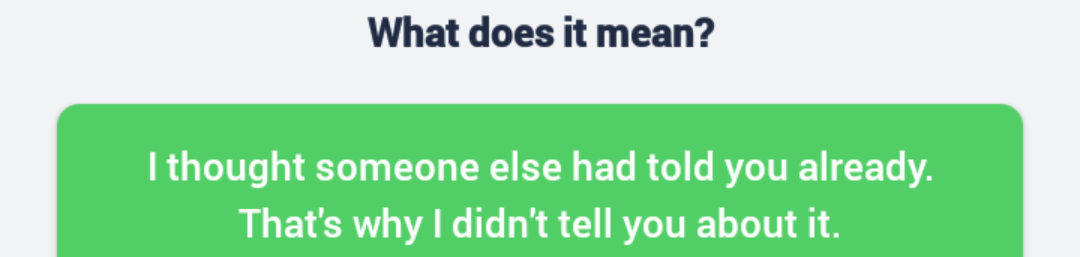 What does it mean?
I thought someone else had told you already.
That's why I didn't tell you about it.